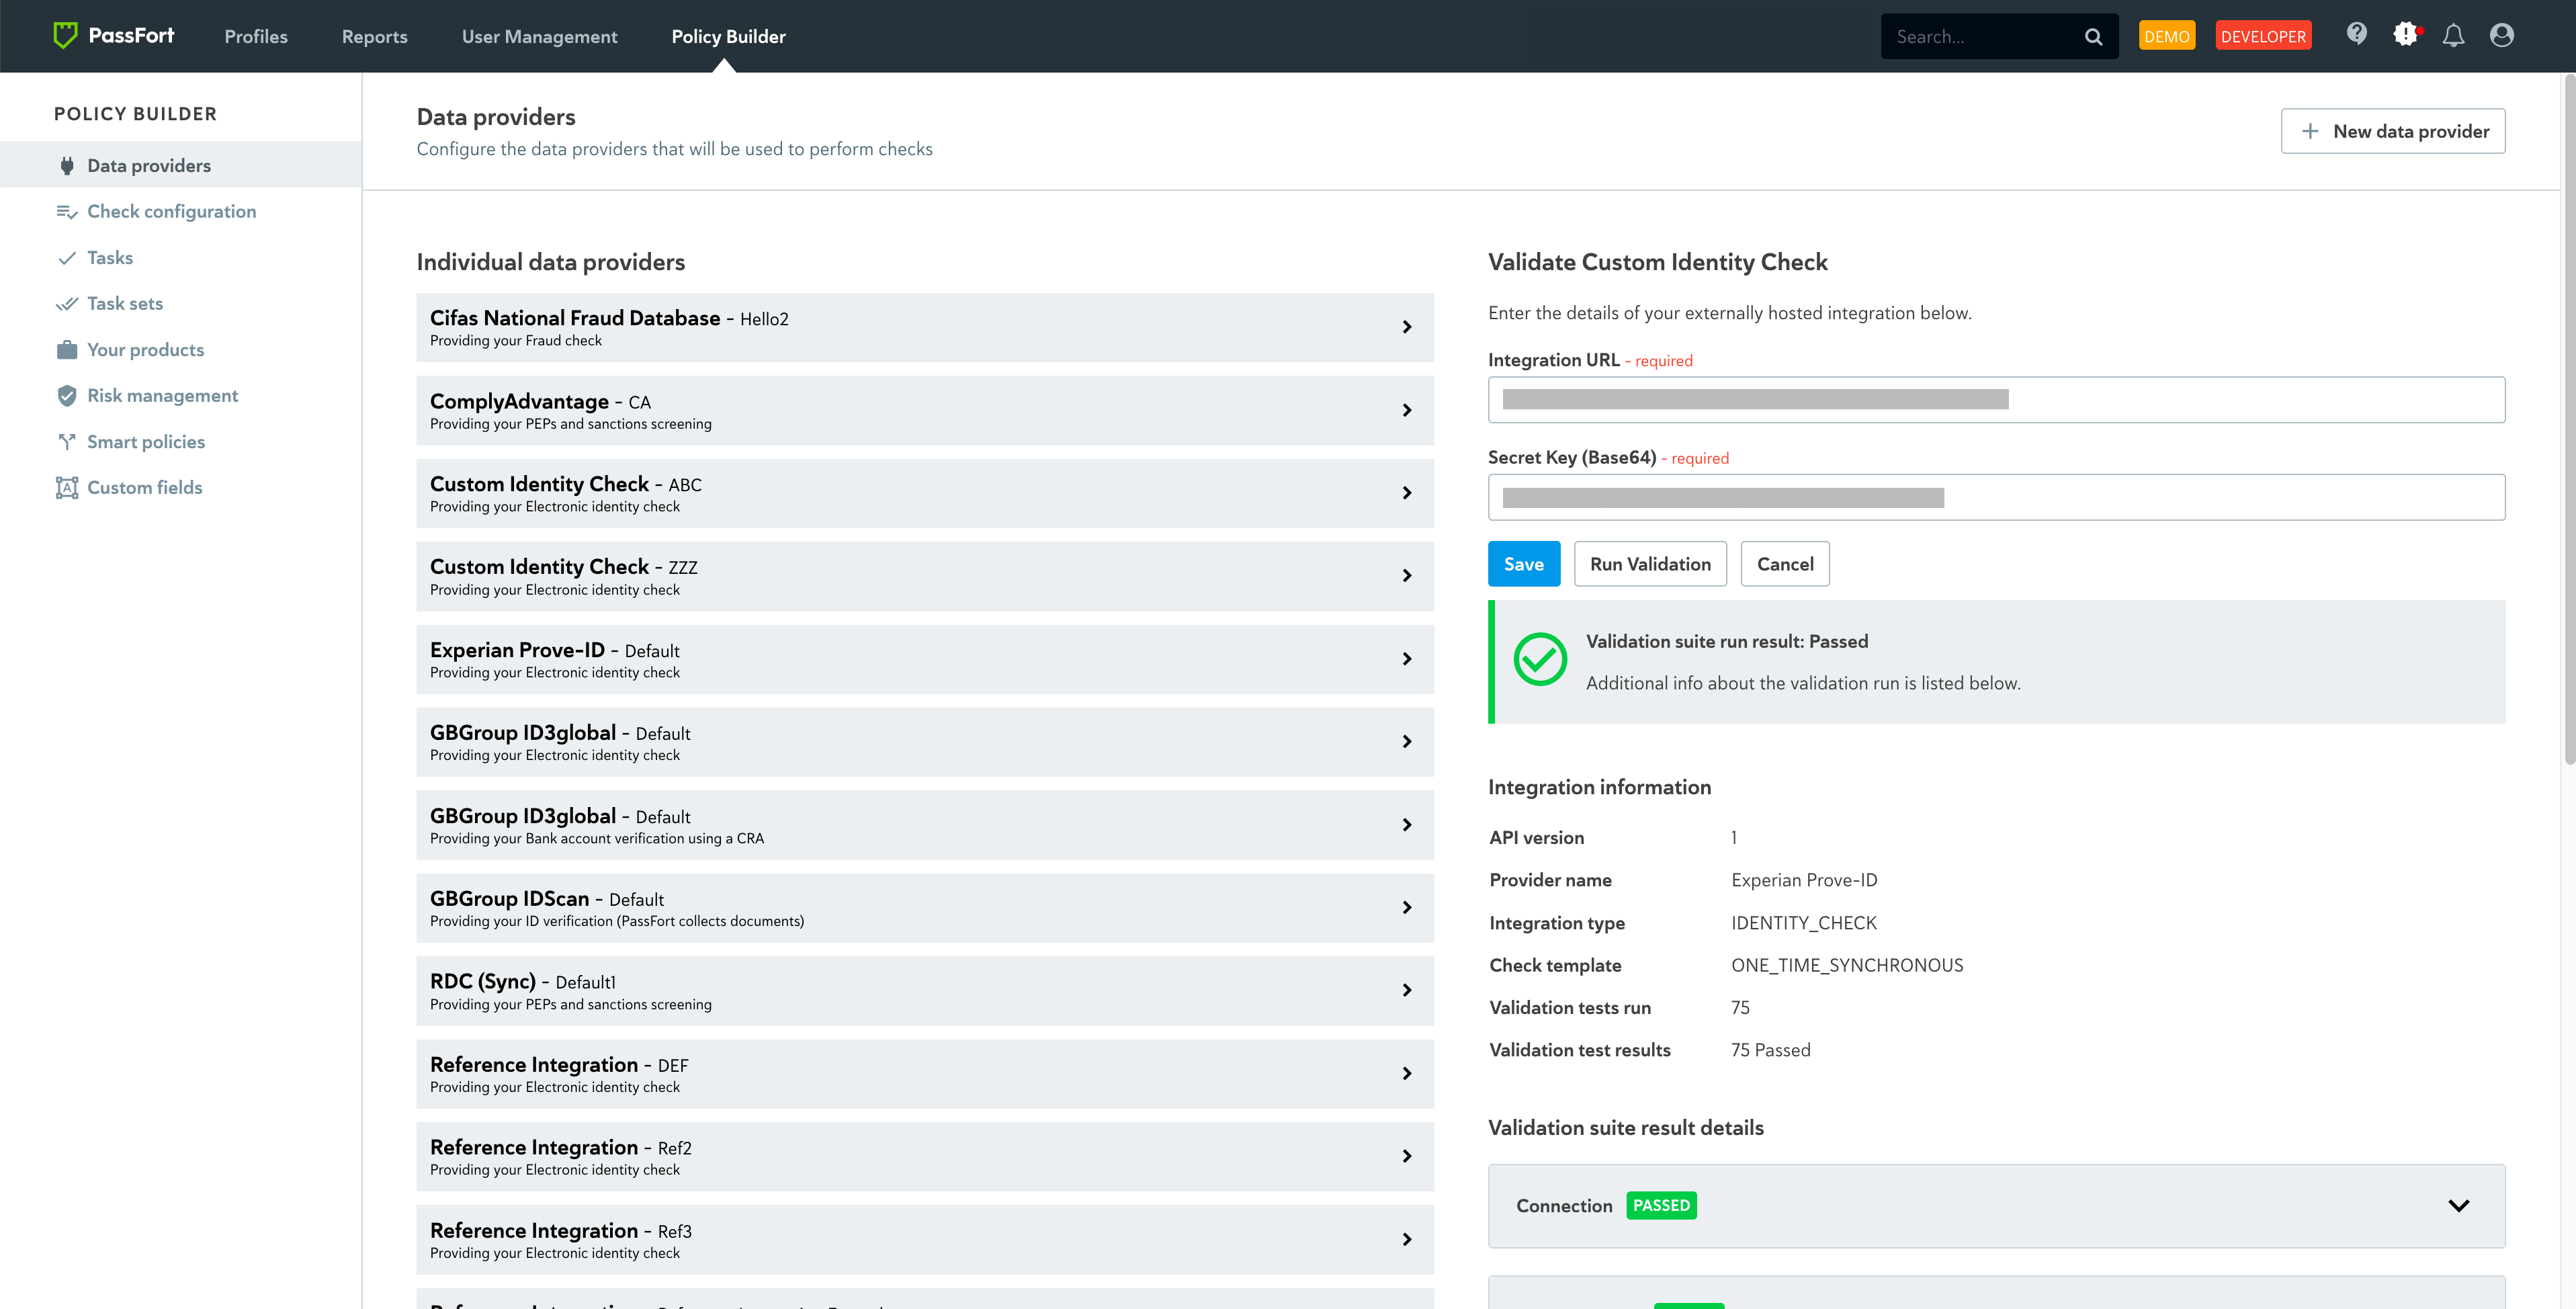 PassFort
Profiles
Reports
User Management
Policy Builder
Search...
DEMO
DEVELOPER
POLICY BUILDER
Data providers
Check configuration
Tasks
Task sets
Your products
Risk management
Smart policies
Custom fields
Data providers
Configure the data providers that will be used to perform checks
New data provider
Individual data providers
Cifas National Fraud Database - Hello2
Providing your Fraud check
ComplyAdvantage - CA
Providing your PEPs and sanctions screening
Custom Identity Check - ABC
Providing your Electronic identity check
Custom Identity Check - ZZZ
Providing your Electronic identity check
Experian Prove-ID - Default
Providing your Electronic identity check
GBGroup ID3global - Default
Providing your Electronic identity check
GBGroup ID3global - Default
Providing your Bank account verification using a CRA
GBGroup IDScan - Default
Providing your ID verification (PassFort collects documents)
RDC (Sync) - Default1
Providing your PEPs and sanctions screening
Reference Integration - DEF
Providing your Electronic identity check
Reference Integration - Ref2
Providing your Electronic identity check
Reference Integration - Ref3
Providing your Electronic identity check
Validate Custom Identity Check
Enter the details of your externally hosted integration below.
Integration URL - required
Secret Key (Base64) - required
Save
Run Validation
Cancel
Validation suite run result: Passed
Additional info about the validation run is listed below.
Integration information
API version 1
Provider name Experian Prove-ID
Integration type IDENTITY_CHECK
Check template ONE_TIME_SYNCHRONOUS
Validation tests run 75
Validation test results 75 Passed
Validation suite result details
Connection PASSED